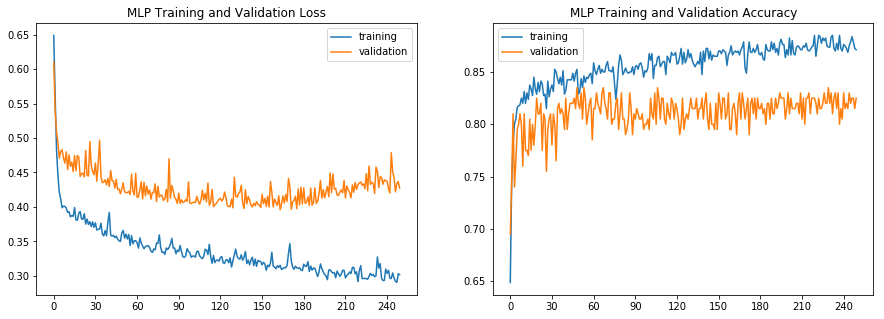 MLP Training and Validation Loss
training
validation
0.65
0.60
0.55
0.50
0.45
0.40
0.35
0.30
0 30 60 90 120 150 180 210 240
MLP Training and Validation Accuracy
training
validation
0.85
0.80
0.75
0.70
0.65
0 30 60 90 120 150 180 210 240